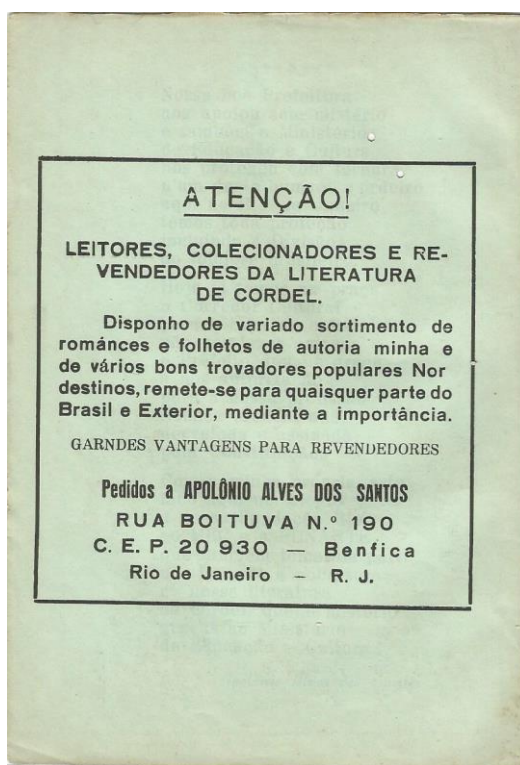 ATENÇÃO!
LEITORES, COLECIONADORES E RE-
VENDEDORES DA LITERATURA
DE CORDEL.
Disponho de variado sortimento de
románces e folhetos de autoria minha e
de vários bons trovadores populares Nor
destinos, remete-se para quaisquer parte do
Brasil e Exterior, mediante a importância.
GARNDES VANTAGENS PARA REVENDEDORES
Pedidos a APOLÔNIO ALVES DOS SANTOS
RUA BOITUVA N.º 190
C. E. P. 20 930 — Benfica
Rio de Janeiro – R. J.